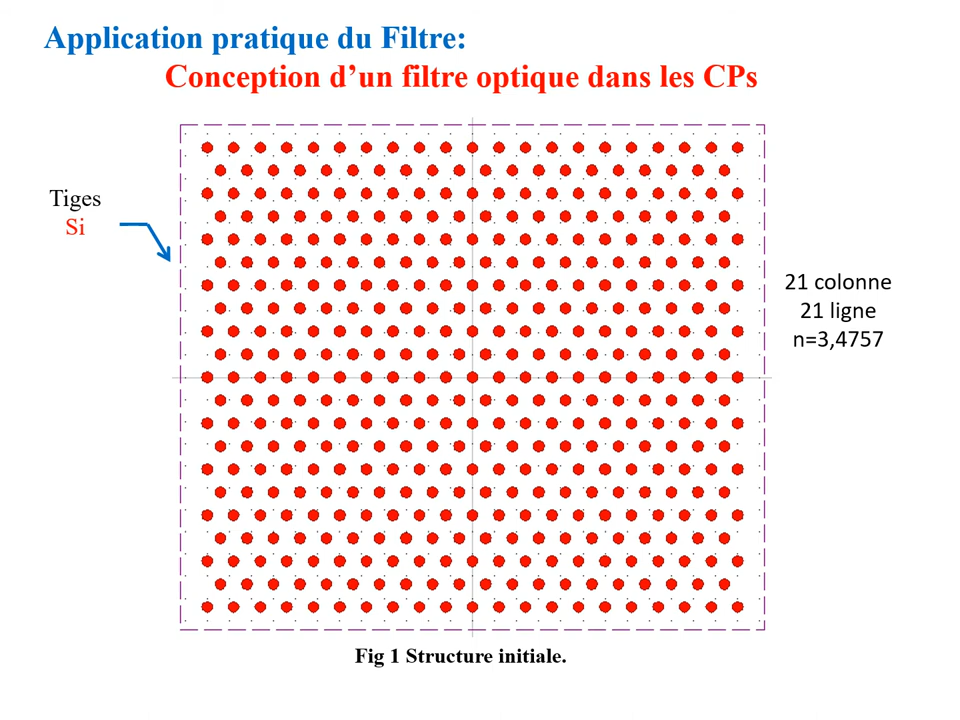 Application pratique du Filtre:
Conception d’un filtre optique dans les CPs
Tiges
Si
21 colonne
21 ligne
n=3,4757
Fig 1 Structure initiale.